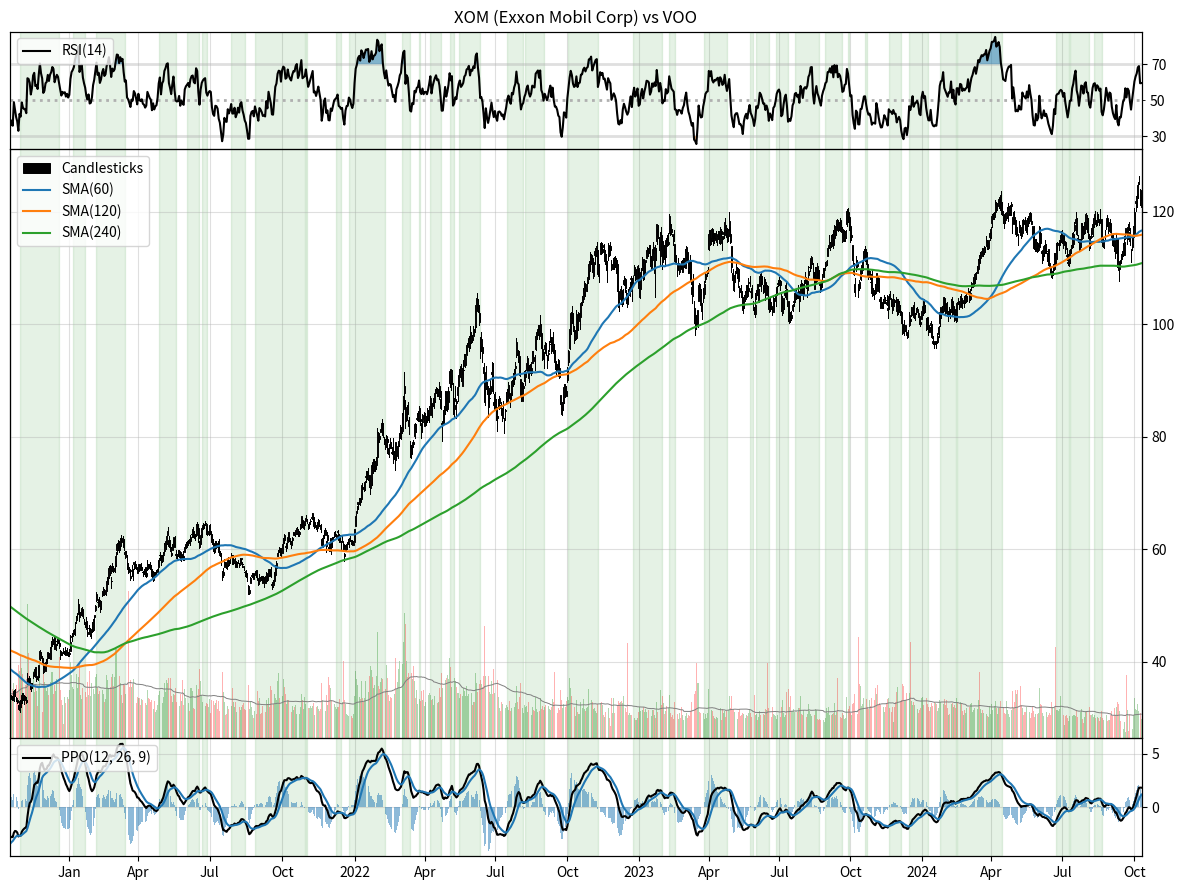 XOM (Exxon Mobil Corp) vs VOO
RSI(14)
70
50
30
Candlesticks
SMA(60)
SMA(120)
SMA(240)
120
100
80
60
40
PPO(12, 26, 9)
5
0
Jan Apr Jul Oct 2022 Apr Jul Oct 2023 Apr Jul Oct 2024 Apr Jul Oct